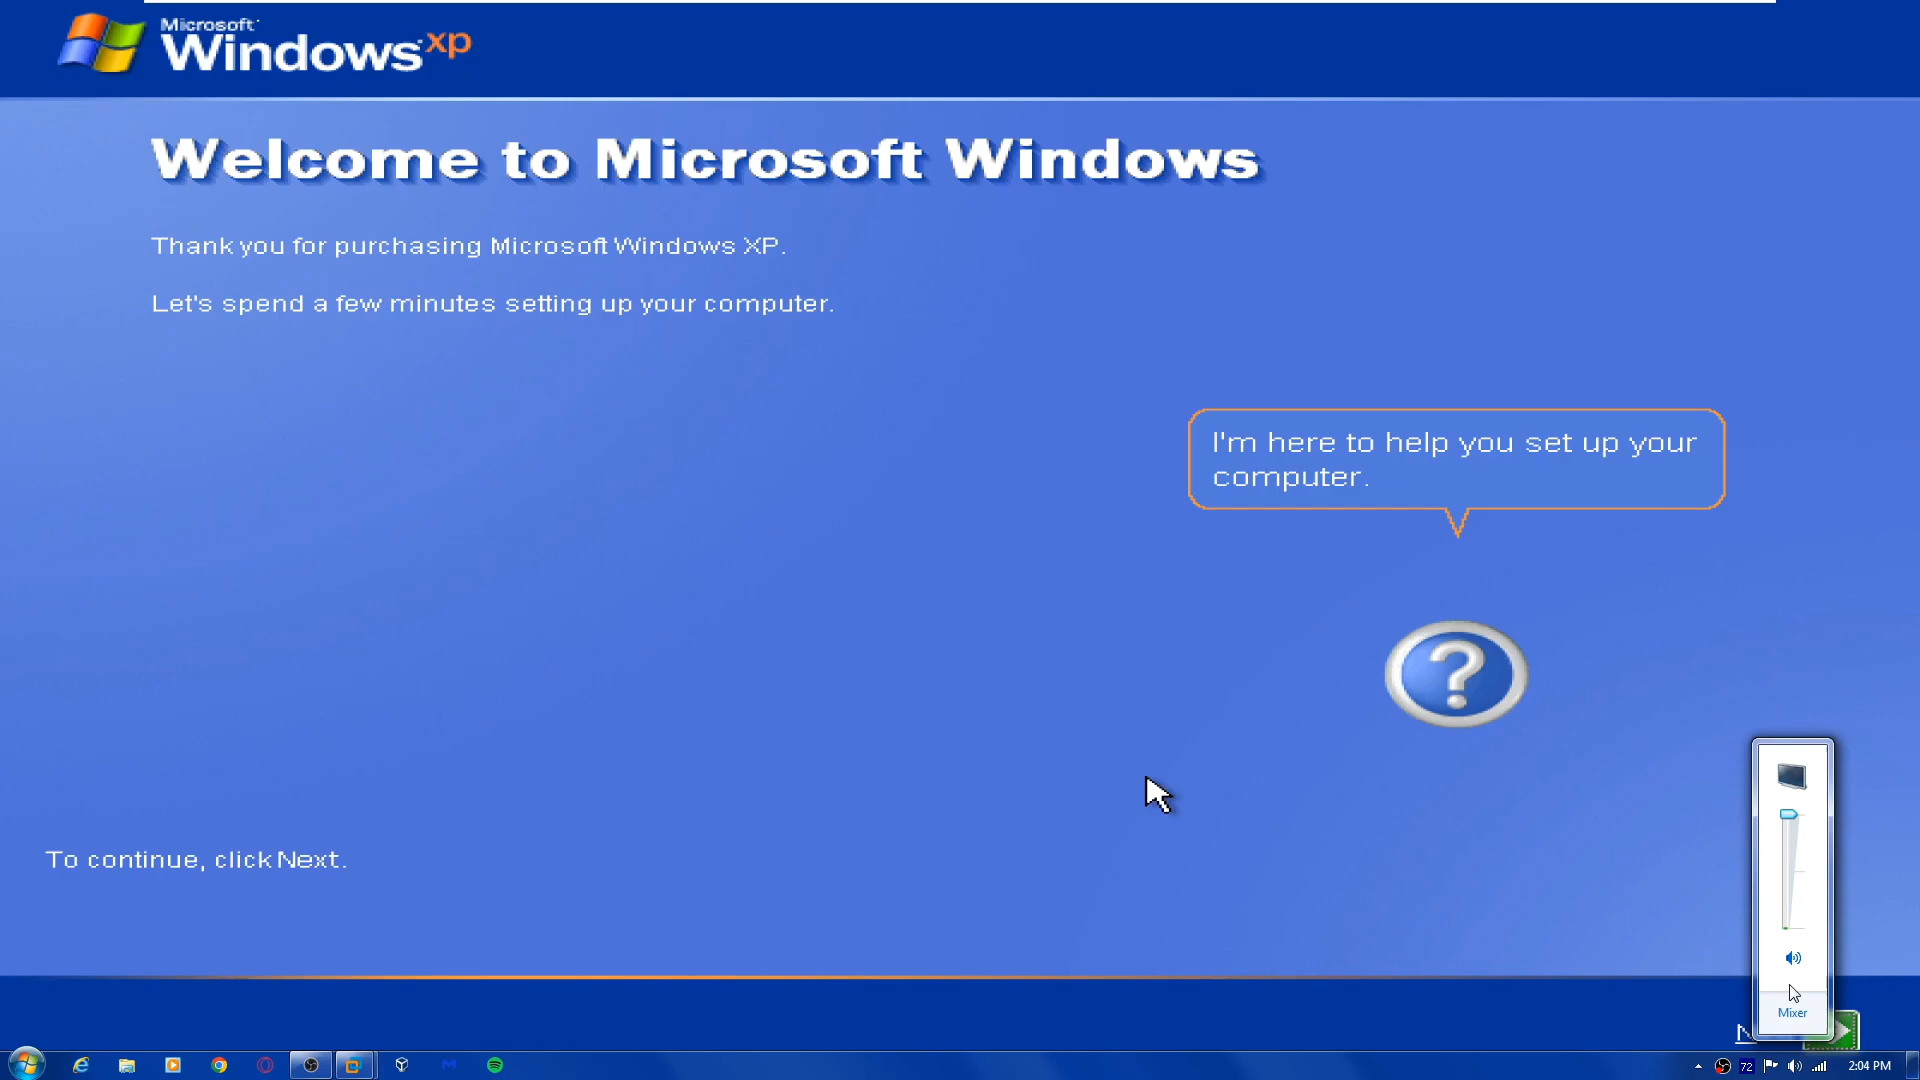 Microsoft
Windows xp
Welcome to Microsoft Windows
Thank you for purchasing Microsoft Windows XP.
Let's spend a few minutes setting up your computer.
I'm here to help you set up your
computer.
To continue, click Next.
Mixer
N
72
2:04 PM